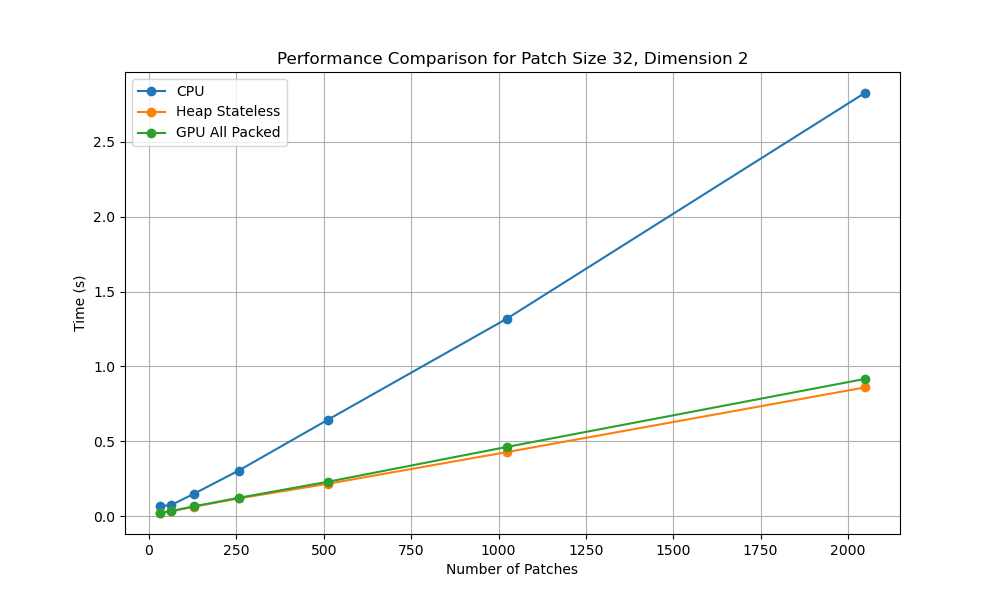 Performance Comparison for Patch Size 32, Dimension 2
CPU
Heap Stateless
GPU All Packed
2.5
2.0
1.5
1.0
0.5
0.0
Time (s)
0 250 500 750 1000 1250 1500 1750 2000
Number of Patches